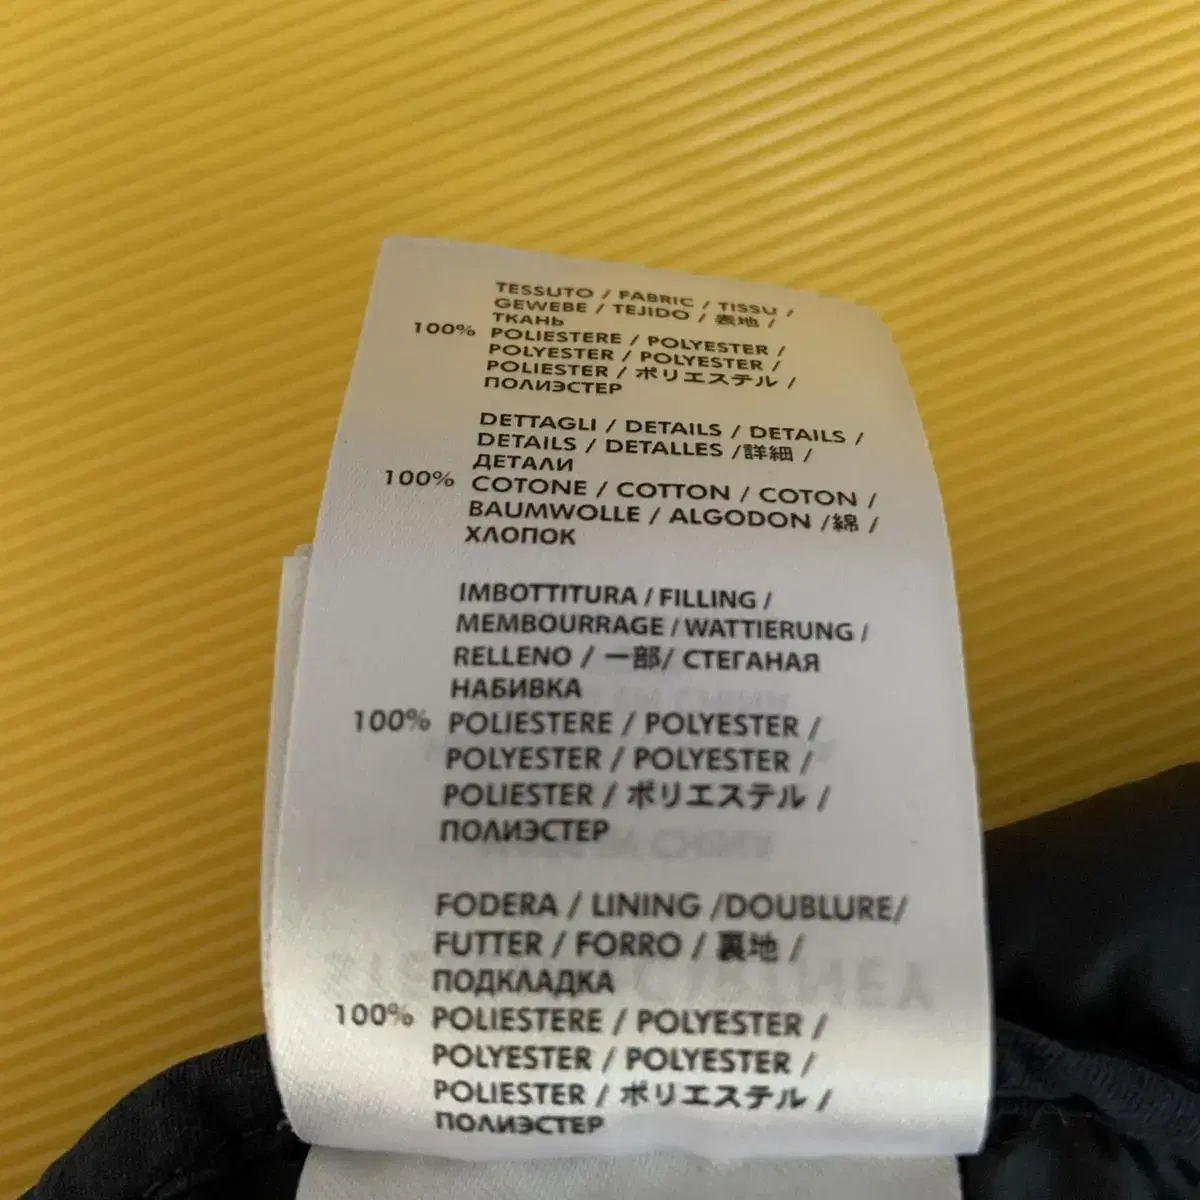 TESSUTO / FABRIC / TISSU /
GEWEBE / TEJIDO / 表地 /
ТКАНЬ
100% POLIESTERE / POLYESTER /
POLYESTER / POLYESTER /
POLIESTER / ポリエステル /
ПОЛИЭСТЕР
DETTAGLI / DETAILS / DETAILS /
DETAILS / DETALLES /詳細 /
ДЕТАЛИ
100% COTONE / COTTON / COTON /
BAUMWOLLE / ALGODON /綿 /
ХЛОПОК
IMBOTTITURA / FILLING /
MEMBOURRAGE / WATTIERUNG /
RELLENO / 一部/ СТЕГАНАЯ
НАБИВКА
100% POLIESTERE / POLYESTER /
POLYESTER / POLYESTER /
POLIESTER / ポリエステル /
ПОЛИЭСТЕР
FODERA / LINING /DOUBLURE/
FUTTER / FORRO / 裏地 /
ПОДКЛАДКА
100% POLIESTERE / POLYESTER /
POLYESTER / POLYESTER /
POLIESTER / ポリエステル /
ПОЛИЭСТЕР